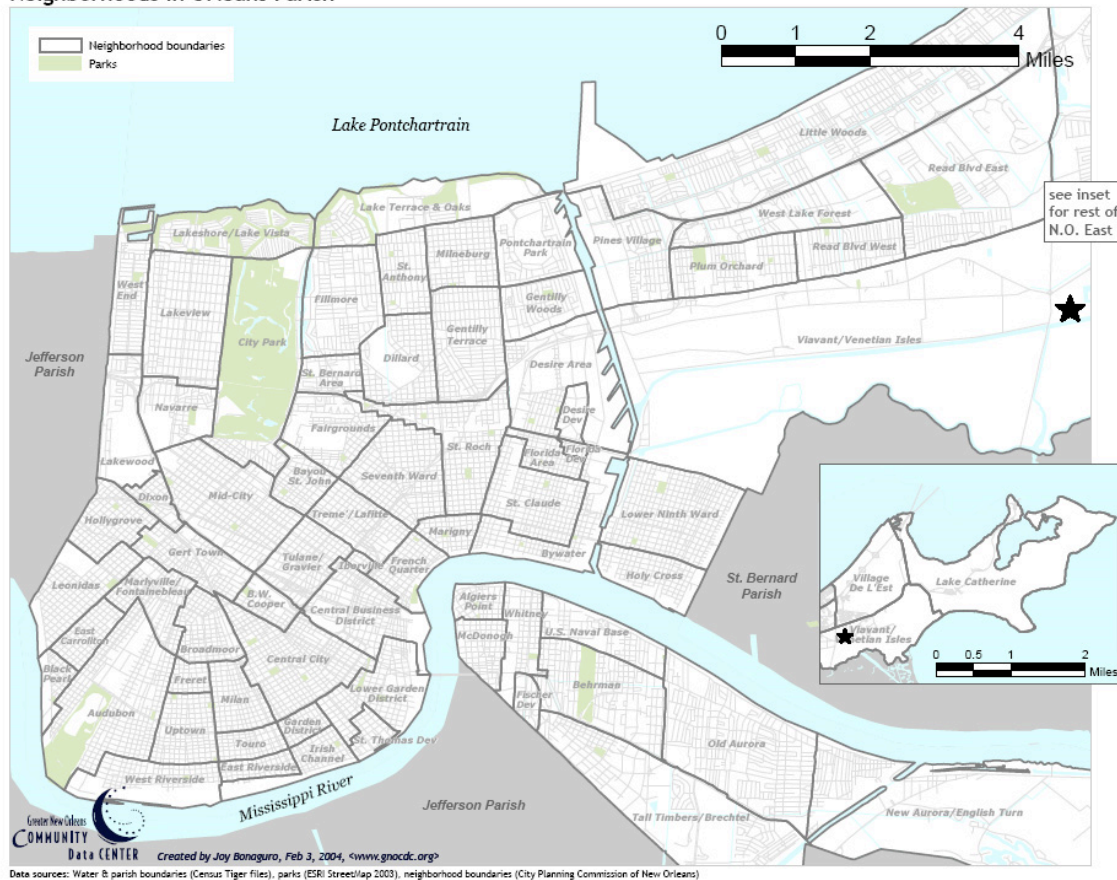 Neighborhoods in Orleans Parish
Neighborhood boundaries
Parks
0 1 2 4
Miles
Lake Pontchartrain
Little Woods
Read Blvd East
see inset
for rest of
N.O. East
Lake Terrace & Oaks
Lakeshore/Lake Vista
West Lake Forest
Pontchartrain
Park
Pines Village
Read Blvd West
Milneburg
Plum Orchard
St.
Anthony
West
End
Fillmore
Gentilly
Woods
Lakeview
City Park
Gentilly
Terrace
Viavant/Venetian Isles
Dillard
Jefferson
Parish
Desire Area
St. Bernard
Area
Navarre
Desire
Dev
Fairgrounds
St. Roch
Florida
Area
Florida
Dev
Lakewood
Bayou
St. John
Seventh Ward
Dixon
Mid-City
St. Claude
Lower Ninth Ward
Hollygrove
Treme'/Lafitte
Marigny
Gert Town
Tulane/
Gravier
Iberville
French
Quarter
Bywater
Holy Cross
St. Bernard
Parish
Leonidas
Marlyville/
Fontainebleau
B.W.
Cooper
Central Business
District
Algiers
Point
Whitney
McDonogh
U.S. Naval Base
East
Carrollton
Broadmoor
Central City
Black
Pearl
Freret
Milan
Lower Garden
District
Fischer
Dev
Behrman
Audubon
Uptown
Garden
District
St. Thomas Dev
Touro
Irish
Channel
East Riverside
West Riverside
Old Aurora
Mississippi River
Jefferson Parish
Tall Timbers/Brechtel
New Aurora/English Turn
Village
De L'Est
Lake Catherine
Viavant/
Venetian Isles
0 0.5 1 2
Miles
Greater New Orleans
COMMUNITY
Data CENTER
Created by Joy Bonaguro, Feb 3, 2004, <www.gnocdc.org>
Data sources: Water & parish boundaries (Census Tiger files), parks (ESRI StreetMap 2003), neighborhood boundaries (City Planning Commission of New Orleans)